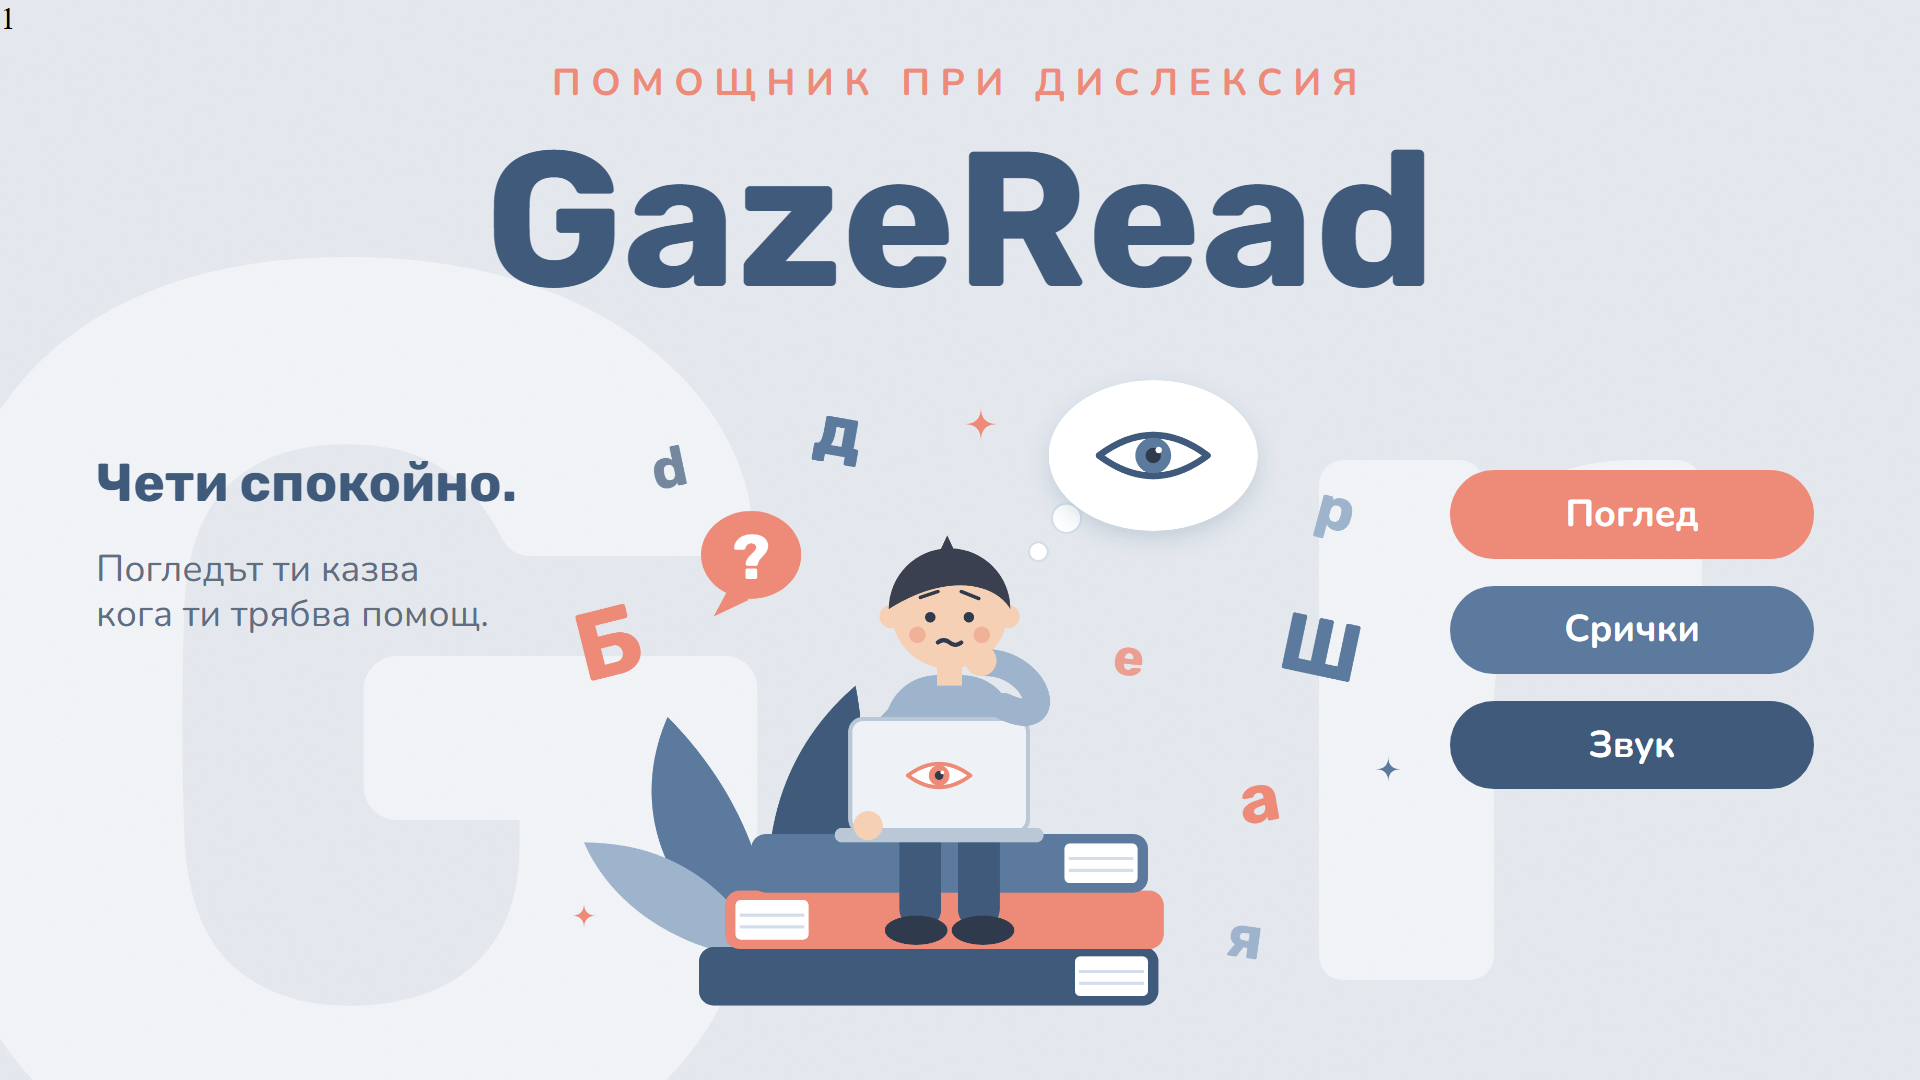 1
ПОМОЩНИК ПРИ ДИСЛЕКСИЯ
GazeRead
Чети спокойно.
Погледът ти казва
кога ти трябва помощ.
d
д
?
Б
р
е
Ш
а
я
Поглед
Срички
Звук